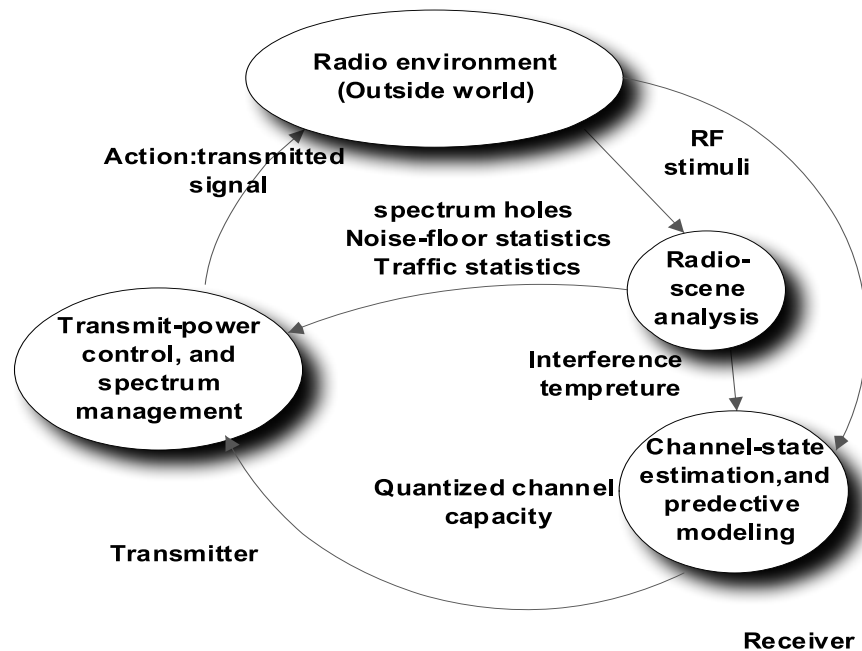 Radio environment
(Outside world)
Action:transmitted
signal
RF
stimuli
spectrum holes
Noise-floor statistics
Traffic statistics
Radio-
scene
analysis
Transmit-power
control, and
spectrum
management
Interference
tempreture
Channel-state
estimation,and
predective
modeling
Quantized channel
capacity
Transmitter
Receiver